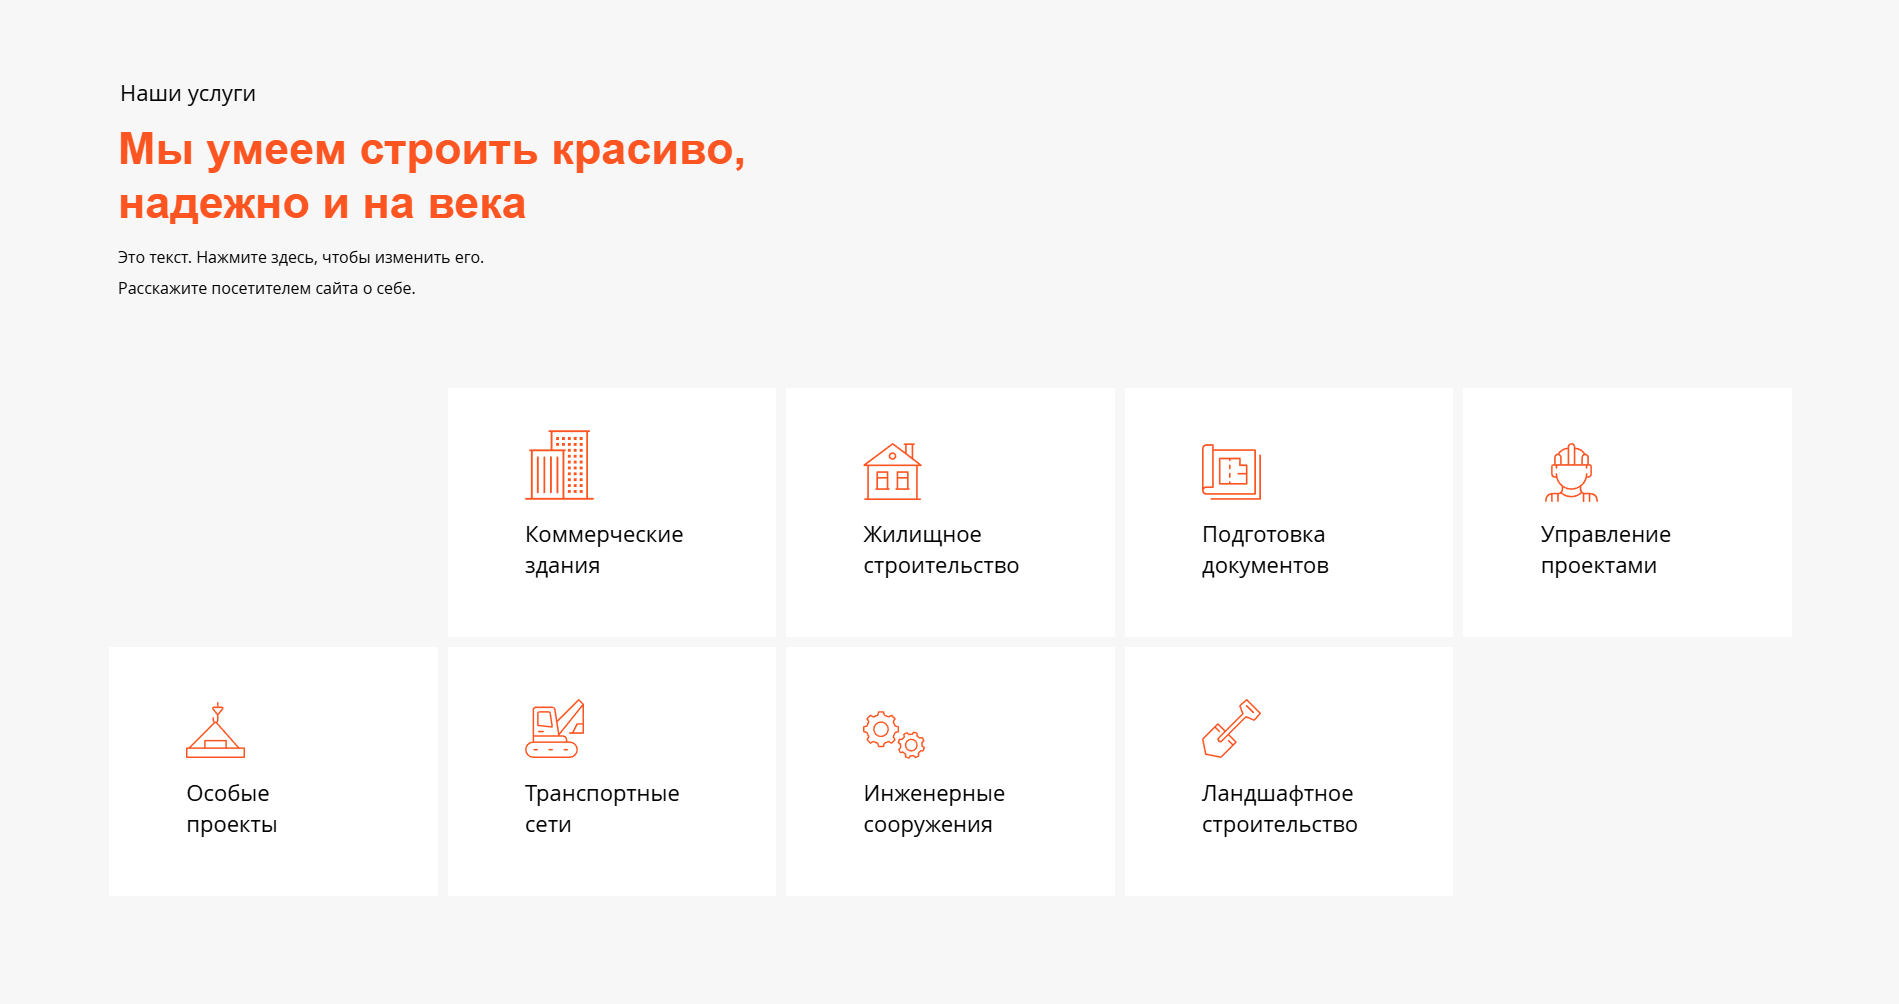 Наши услуги
Мы умеем строить красиво,
надежно и на века
Это текст. Нажмите здесь, чтобы изменить его.
Расскажите посетителем сайта о себе.
Коммерческие
здания
Жилищное
строительство
Подготовка
документов
Управление
проектами
Особые
проекты
Транспортные
сети
Инженерные
сооружения
Ландшафтное
строительство